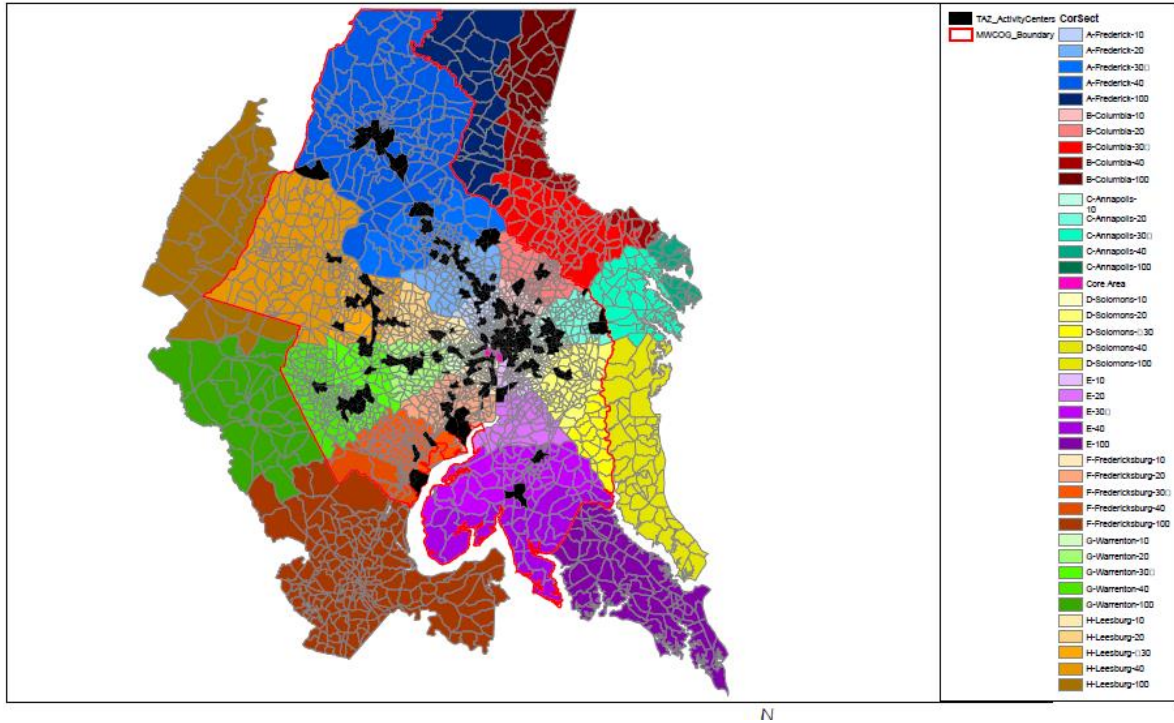 TAZ_ActivityCenters
MWCOG_Boundary
CorSect
A-Frederick-10
A-Frederick-20
A-Frederick-30□
A-Frederick-40
A-Frederick-100
B-Columbia-10
B-Columbia-20
B-Columbia-30□
B-Columbia-40
B-Columbia-100
C-Annapolis-
10
C-Annapolis-20
C-Annapolis-30□
C-Annapolis-40
C-Annapolis-100
Core Area
D-Solomons-10
D-Solomons-20
D-Solomons-□30
D-Solomons-40
D-Solomons-100
E-10
E-20
E-30□
E-40
E-100
F-Fredericksburg-10
F-Fredericksburg-20
F-Fredericksburg-30□
F-Fredericksburg-40
F-Fredericksburg-100
G-Warrenton-10
G-Warrenton-20
G-Warrenton-30□
G-Warrenton-40
G-Warrenton-100
H-Leesburg-10
H-Leesburg-20
H-Leesburg-□30
H-Leesburg-40
H-Leesburg-100
N